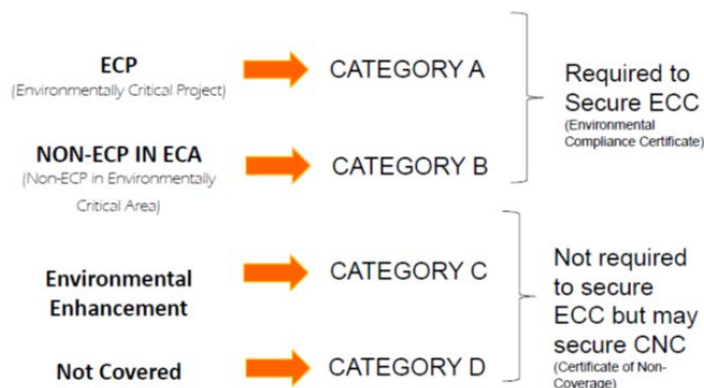 ECP
(Environmentally Critical Project)
CATEGORY A
NON-ECP IN ECA
(Non-ECP in Environmentally
Critical Area)
CATEGORY B
Required to
Secure ECC
(Environmental
Compliance Certificate)
Environmental
Enhancement
CATEGORY C
Not Covered
CATEGORY D
Not required
to secure
ECC but may
secure CNC
(Certificate of Non-
Coverage)